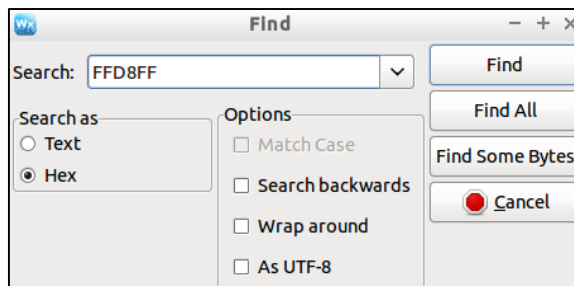 Wx Find
Search: FFD8FF
Search as
Text
Hex
Options
Match Case
Search backwards
Wrap around
As UTF-8
Find
Find All
Find Some Bytes
Cancel